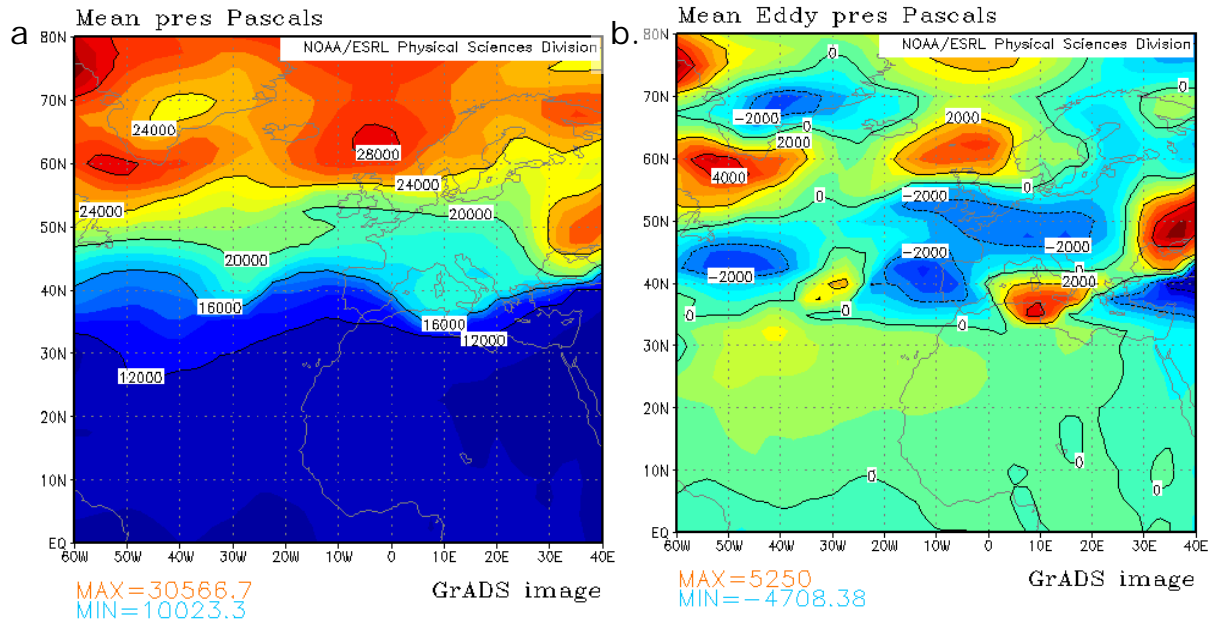 a
Mean pres Pascals
NOAA/ESRL Physical Sciences Division
80N
70N
60N
50N
40N
30N
20N
10N
EQ
24000
28000
24000
24000
20000
20000
16000
16000
12000
12000
60W 50W 40W 30W 20W 10W 0 10E 20E 30E 40E
MAX=30566.7
MIN=10023.3
GrADS image
b.
Mean Eddy pres Pascals
NOAA/ESRL Physical Sciences Division
80N
70N
60N
50N
40N
30N
20N
10N
EQ
0
0
-2000
0
2000
2000
4000
0
0
-2000
-2000
-2000
-2000
0
2000
0
0
0
0
0
0
0
60W 50W 40W 30W 20W 10W 0 10E 20E 30E 40E
MAX=5250
MIN=-4708.38
GrADS image